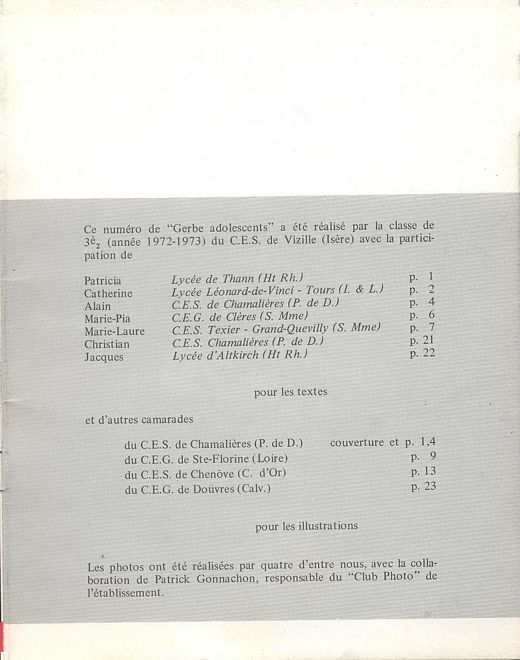 Ce numéro de "Gerbe adolescents" a été réalisé par la classe de
3è2 (année 1972-1973) du C.E.S. de Vizille (Isère) avec la partici-
pation de
Patricia Lycée de Thann (Ht Rh.) p. 1
Catherine Lycée Léonard-de-Vinci - Tours (I. & L.) p. 2
Alain C.E.S. de Chamalières (P. de D.) p. 4
Marie-Pia C.E.G. de Clères (S. Mme) p. 6
Marie-Laure C.E.S. Texier - Grand-Quevilly (S. Mme) p. 7
Christian C.E.S. Chamalières (P. de D.) p. 21
Jacques Lycée d'Altkirch (Ht Rh.) p. 22
pour les textes
et d'autres camarades
du C.E.S. de Chamalières (P. de D.) couverture et p. 1,4
du C.E.G. de Ste-Florine (Loire) p. 9
du C.E.S. de Chenôve (C. d'Or) p. 13
du C.E.G. de Douvres (Calv.) p. 23
pour les illustrations
Les photos ont été réalisées par quatre d'entre nous, avec la colla-
boration de Patrick Gonnachon, responsable du "Club Photo" de
l'établissement.